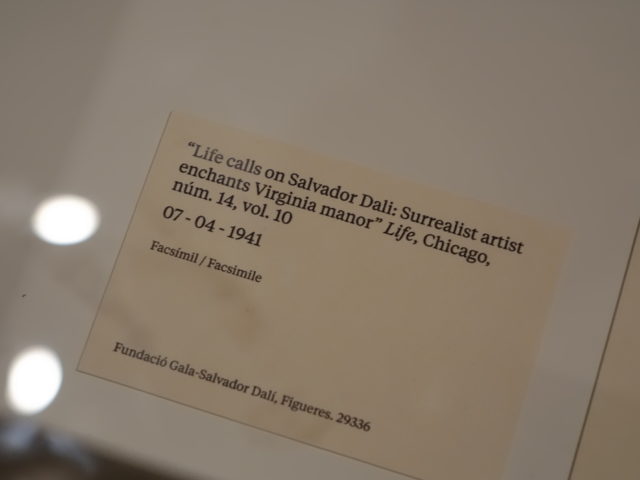 “Life calls on Salvador Dali: Surrealist artist
enchants Virginia manor” Life, Chicago,
núm. 14, vol. 10
07 - 04 - 1941
Facsímil / Facsimile
Fundació Gala-Salvador Dalí, Figueres. 29336